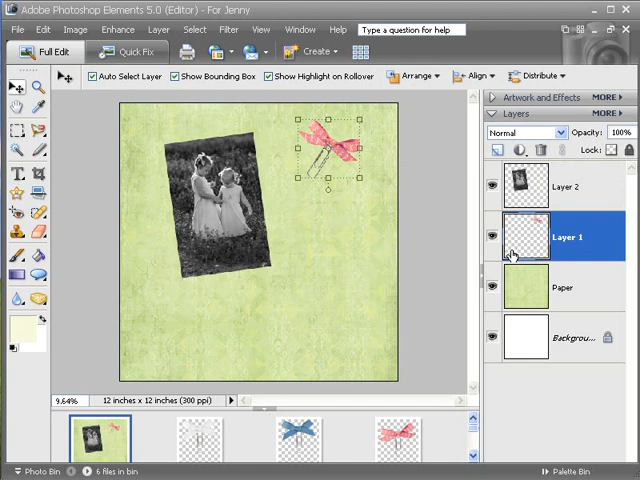 Adobe Photoshop Elements 5.0 (Editor) - For Jenny
File Edit Image Enhance Layer Select Filter View Window Help Type a question for help
Full Edit Quick Fix Create
Auto Select Layer Show Bounding Box Show Highlight on Rollover Arrange Align Distribute
Artwork and Effects MORE
Layers MORE
Normal Opacity: 100%
Lock:
Layer 2
Layer 1
Paper
Backgrou...
9.64% 12 inches x 12 inches (300 ppi)
Photo Bin 6 files in bin Palette Bin